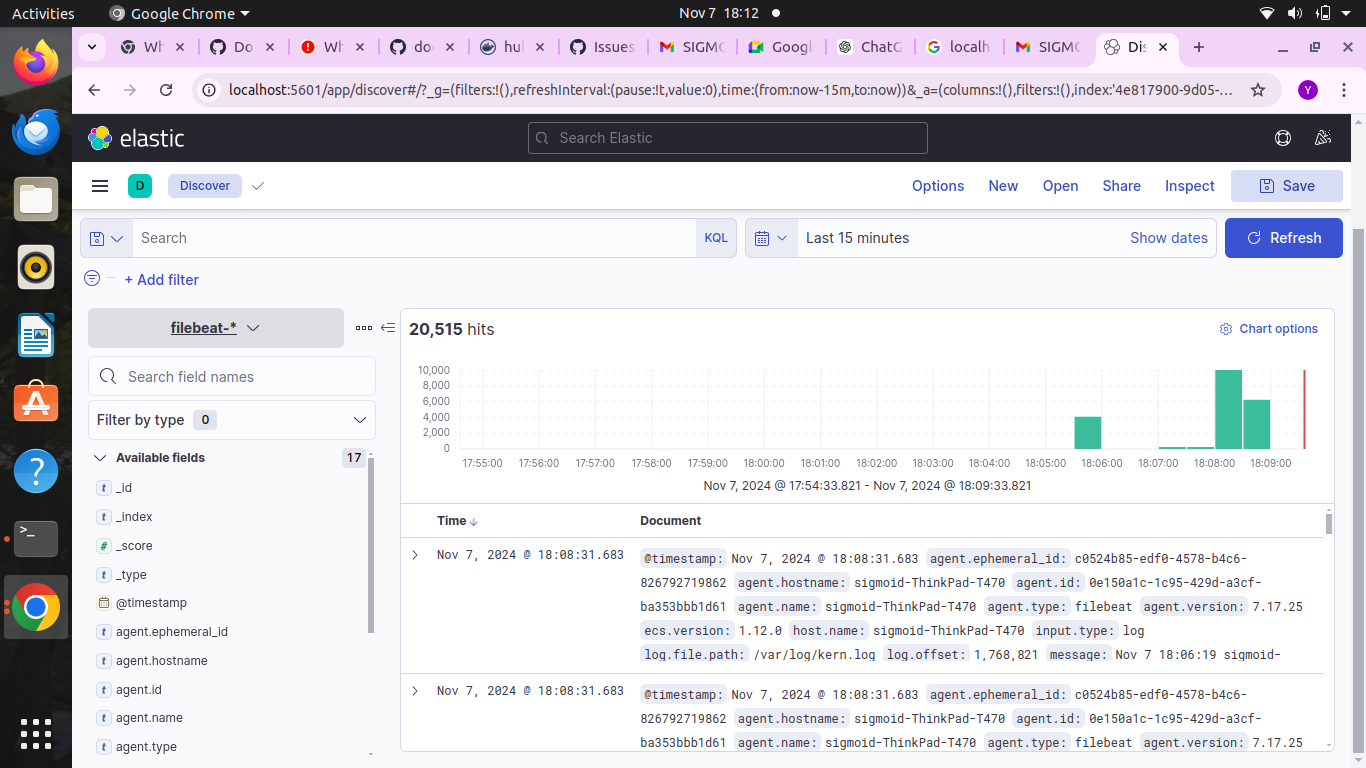 Activities Google Chrome Nov 7 18:12
Wh Do Wh do hu Issues SIGM Googl ChatG localh SIGM Dis
localhost:5601/app/discover#/?_g=(filters:!(),refreshInterval:(pause:!t,value:0),time:(from:now-15m,to:now))&_a=(columns:!(),filters:!(),index:'4e817900-9d05-... Y
elastic Search Elastic
D Discover Options New Open Share Inspect Save
Search KQL Last 15 minutes Show dates Refresh
+ Add filter
filebeat-*
Search field names
Filter by type 0
Available fields 17
_id
_index
# _score
_type
@timestamp
agent.ephemeral_id
agent.hostname
agent.id
agent.name
agent.type
20,515 hits Chart options
10,000
8,000
6,000
4,000
2,000
0
17:55:00 17:56:00 17:57:00 17:58:00 17:59:00 18:00:00 18:01:00 18:02:00 18:03:00 18:04:00 18:05:00 18:06:00 18:07:00 18:08:00 18:09:00
Nov 7, 2024 @ 17:54:33.821 - Nov 7, 2024 @ 18:09:33.821
Time Document
Nov 7, 2024 @ 18:08:31.683 @timestamp: Nov 7, 2024 @ 18:08:31.683 agent.ephemeral_id: c0524b85-edf0-4578-b4c6-
826792719862 agent.hostname: sigmoid-ThinkPad-T470 agent.id: 0e150a1c-1c95-429d-a3cf-
ba353bbb1d61 agent.name: sigmoid-ThinkPad-T470 agent.type: filebeat agent.version: 7.17.25
ecs.version: 1.12.0 host.name: sigmoid-ThinkPad-T470 input.type: log
log.file.path: /var/log/kern.log log.offset: 1,768,821 message: Nov 7 18:06:19 sigmoid-
Nov 7, 2024 @ 18:08:31.683 @timestamp: Nov 7, 2024 @ 18:08:31.683 agent.ephemeral_id: c0524b85-edf0-4578-b4c6-
826792719862 agent.hostname: sigmoid-ThinkPad-T470 agent.id: 0e150a1c-1c95-429d-a3cf-
ba353bbb1d61 agent.name: sigmoid-ThinkPad-T470 agent.type: filebeat agent.version: 7.17.25